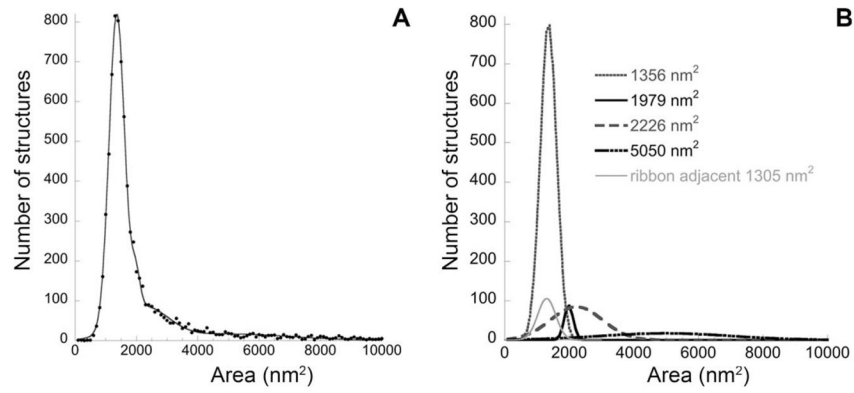 A
800
700
600
500
400
300
200
100
0
0 2000 4000 6000 8000 10000
Number of structures
Area (nm²)
B
800
700
600
500
400
300
200
100
0
0 2000 4000 6000 8000 10000
Number of structures
Area (nm²)
1356 nm²
1979 nm²
2226 nm²
5050 nm²
ribbon adjacent 1305 nm²